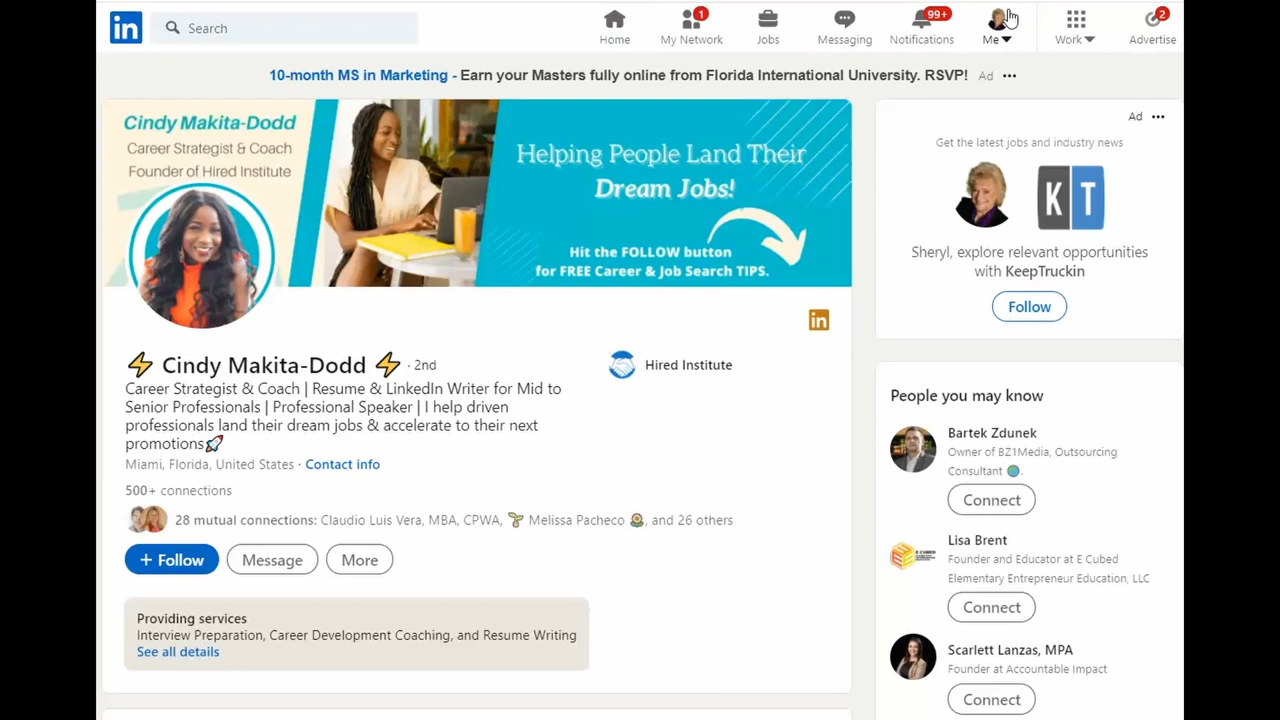 in
Search
1
99+
2
Home
My Network
Jobs
Messaging
Notifications
Me
Work
Advertise
10-month MS in Marketing - Earn your Masters fully online from Florida International University. RSVP! Ad •••
Cindy Makita-Dodd
Career Strategist & Coach
Founder of Hired Institute
Helping People Land Their
Dream Jobs!
Hit the FOLLOW button
for FREE Career & Job Search TIPS.
in
⚡ Cindy Makita-Dodd ⚡ · 2nd
Hired Institute
Career Strategist & Coach | Resume & LinkedIn Writer for Mid to
Senior Professionals | Professional Speaker | I help driven
professionals land their dream jobs & accelerate to their next
promotions🚀
Miami, Florida, United States · Contact info
500+ connections
28 mutual connections: Claudio Luis Vera, MBA, CPWA, Melissa Pacheco, and 26 others
+ Follow
Message
More
Providing services
Interview Preparation, Career Development Coaching, and Resume Writing
See all details
Ad •••
Get the latest jobs and industry news
KT
Sheryl, explore relevant opportunities
with KeepTruckin
Follow
People you may know
Bartek Zdunek
Owner of BZ1Media, Outsourcing
Consultant 🌐.
Connect
Lisa Brent
Founder and Educator at E Cubed
Elementary Entrepreneur Education, LLC
Connect
Scarlett Lanzas, MPA
Founder at Accountable Impact
Connect